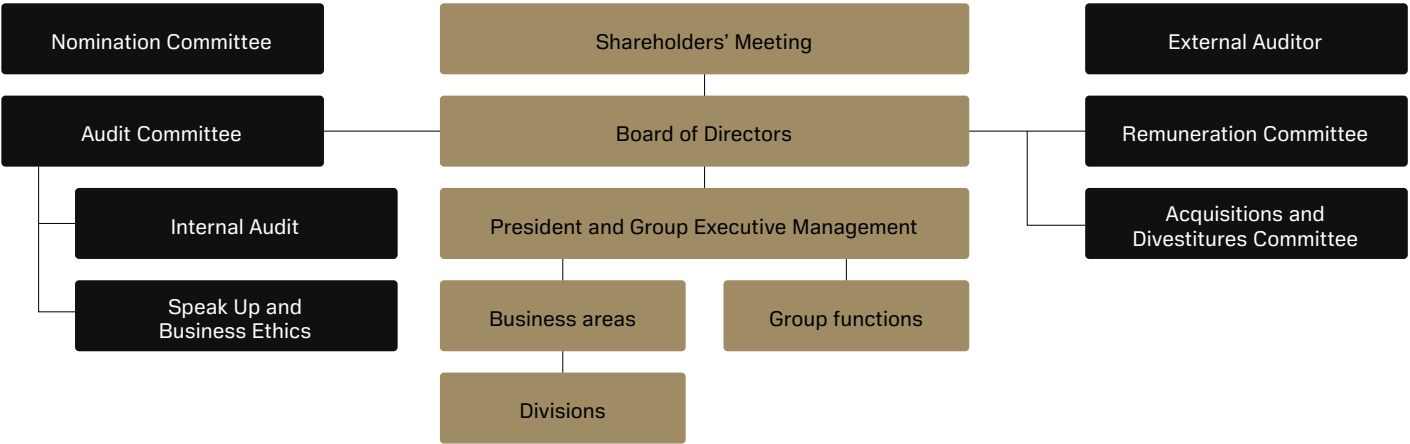 Nomination Committee
Shareholders’ Meeting
External Auditor
Audit Committee
Board of Directors
Remuneration Committee
Internal Audit
President and Group Executive Management
Acquisitions and
Divestitures Committee
Speak Up and
Business Ethics
Business areas
Group functions
Divisions